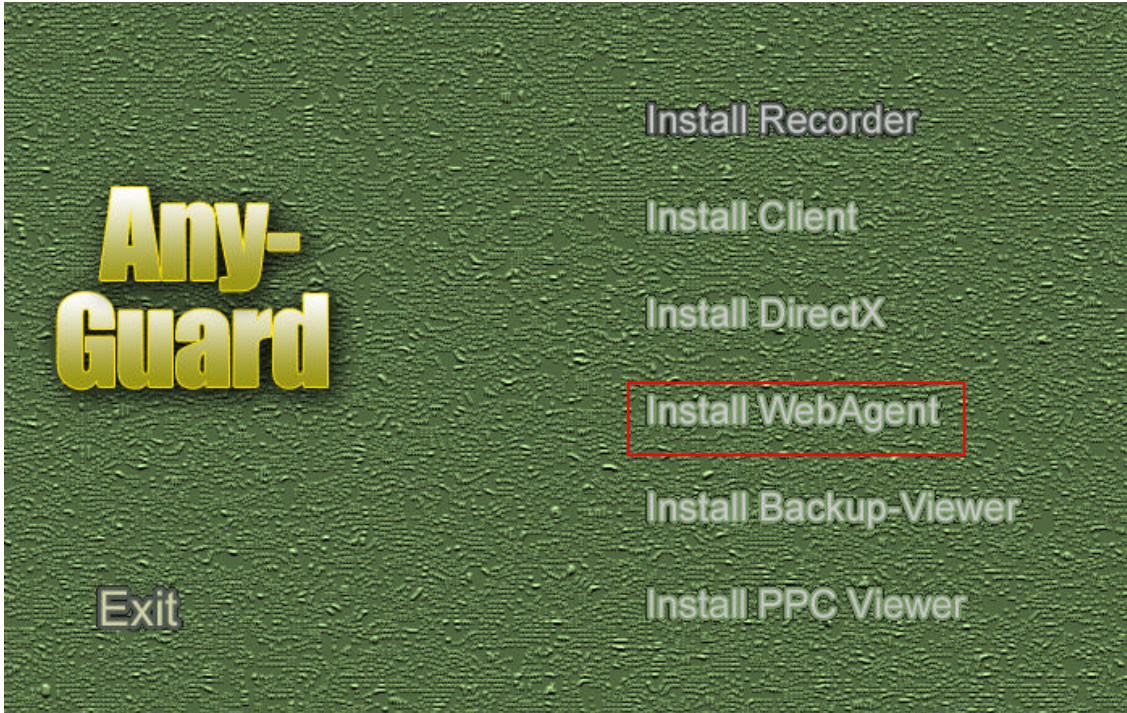 Any-
Guard
Install Recorder
Install Client
Install DirectX
Install WebAgent
Install Backup-Viewer
Install PPC Viewer
Exit